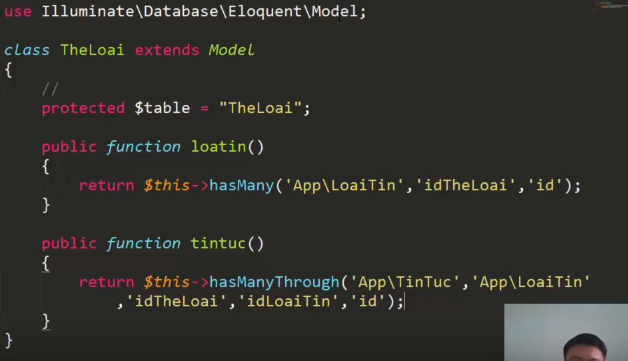 use Illuminate\Database\Eloquent\Model;
class TheLoai extends Model
{
//
protected $table = "TheLoai";
public function loatin()
{
return $this->hasMany('App\LoaiTin','idTheLoai','id');
}
public function tintuc()
{
return $this->hasManyThrough('App\TinTuc','App\LoaiTin'
,'idTheLoai','idLoaiTin','id');
}
}